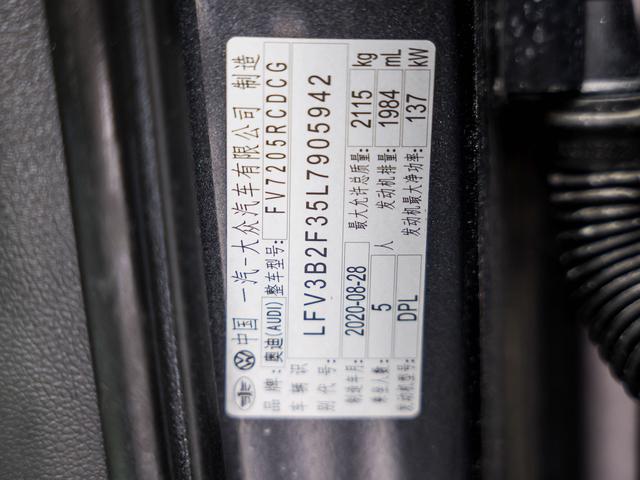 中国 一汽-大众汽车有限公司 制造
品牌: 奥迪(AUDI) 整车型号: FV7205RCDCG
车辆识别代号: LFV3B2F35L7905942
制造年月: 2020-08-28 最大允许总质量: 2115 kg
乘坐人数: 5 人 发动机排量: 1984 mL
发动机型号: DPL 发动机最大净功率: 137 kW